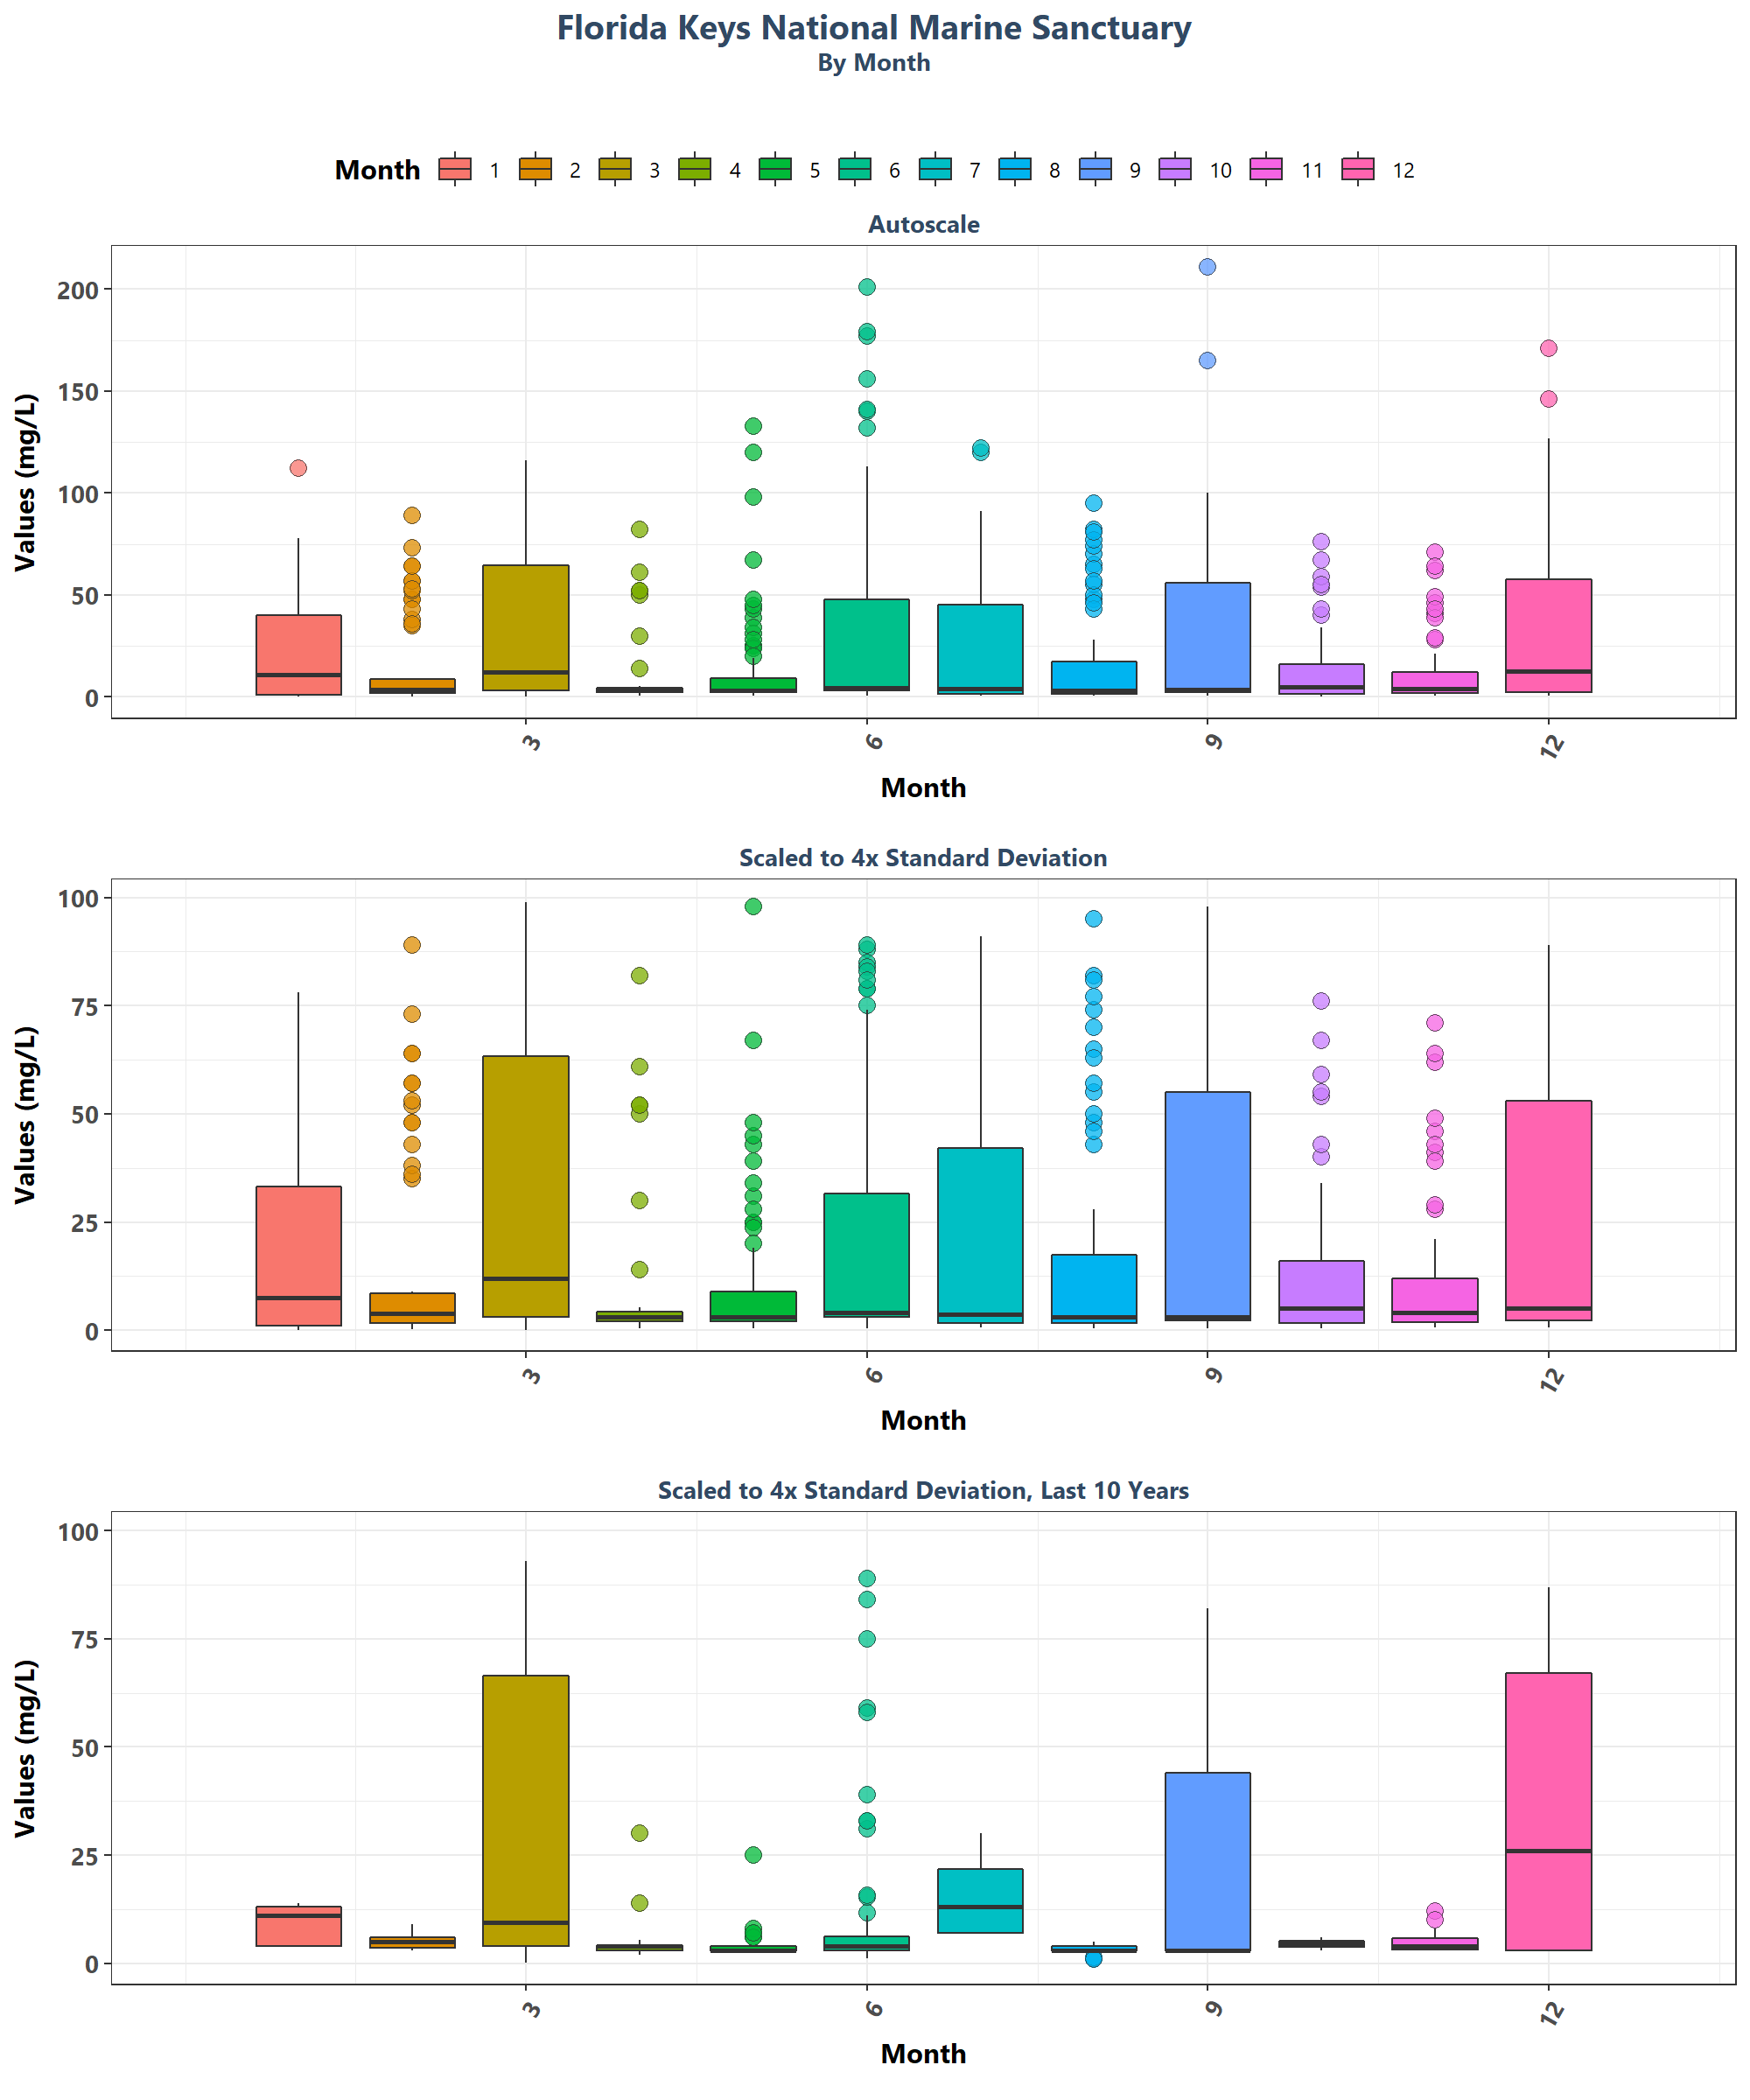 Florida Keys National Marine Sanctuary
By Month
Month 1 2 3 4 5 6 7 8 9 10 11 12
Autoscale
Values (mg/L)
200
150
100
50
0
3 6 9 12
Month
Scaled to 4x Standard Deviation
Values (mg/L)
100
75
50
25
0
3 6 9 12
Month
Scaled to 4x Standard Deviation, Last 10 Years
Values (mg/L)
100
75
50
25
0
3 6 9 12
Month